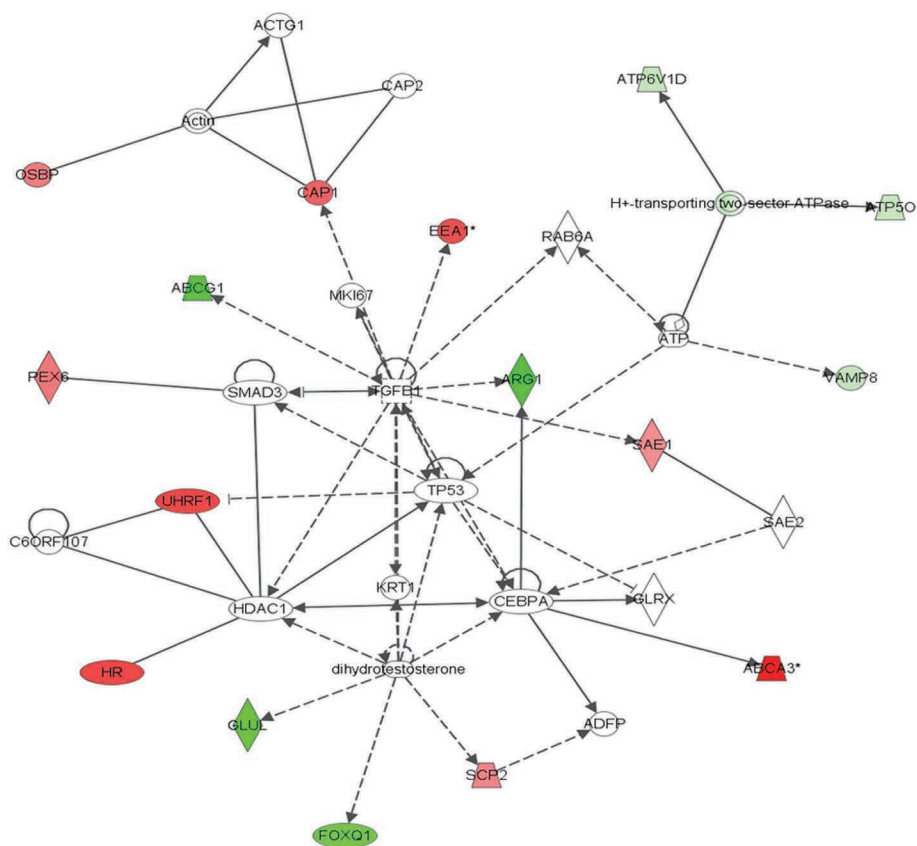 ACTG1
ATP6V1D
CAP2
Actin
OSBP
CAP1
H+-transporting two-sector ATPase
ATP5O
EEA1*
RAB6A
ABCG1
MKI67
ATP
PEX6
SMAD3
TGFB1
ARG1
VAMP8
SAE1
UHRF1
TP53
SAE2
C6ORF107
KRT1
HDAC1
CEBPA
GLRX
HR
dihydrotestosterone
ABCA3*
GLUL
ADFP
SCP2
FOXQ1